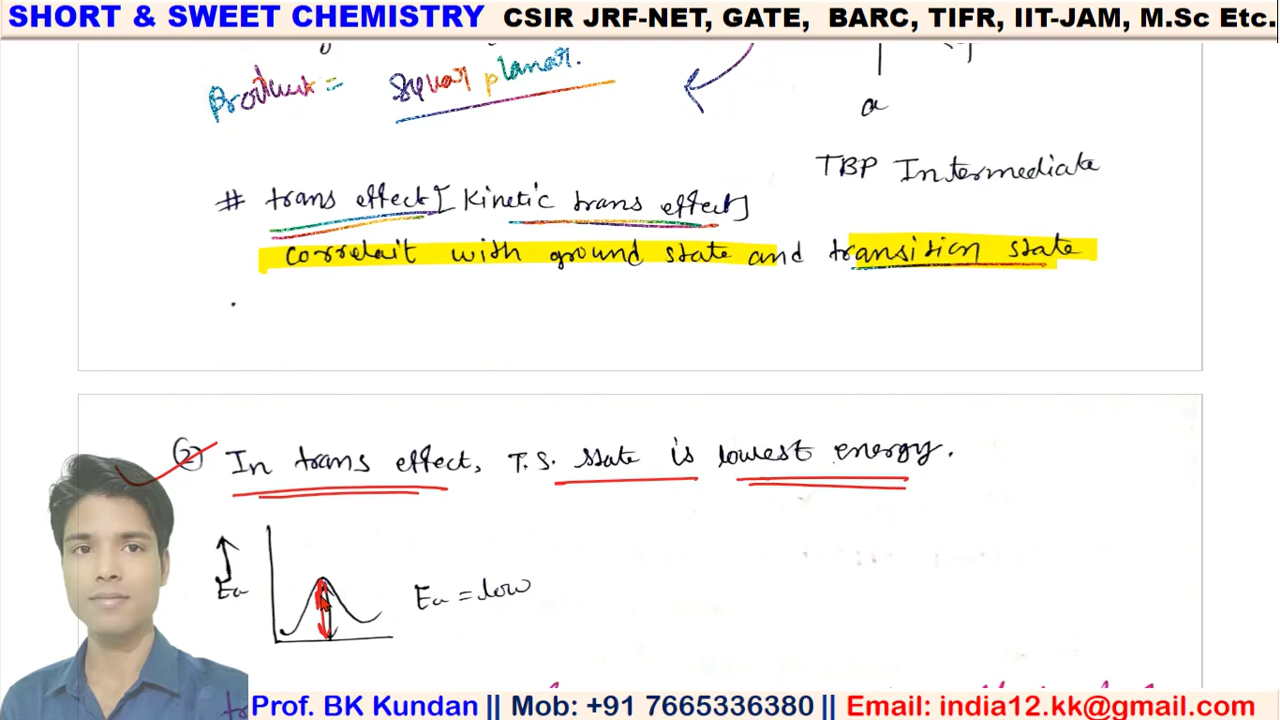 SHORT & SWEET CHEMISTRY CSIR JRF-NET, GATE, BARC, TIFR, IIT-JAM, M.Sc Etc.
Product = Squar planar.
a
TBP Intermediate
# trans effect [Kinetic trans effect]
correlait with ground state and transition state
② In trans effect, T.S. state is lowest energy.
Ea
Ea = low
Prof. BK Kundan || Mob: +91 7665336380 || Email: india12.kk@gmail.com